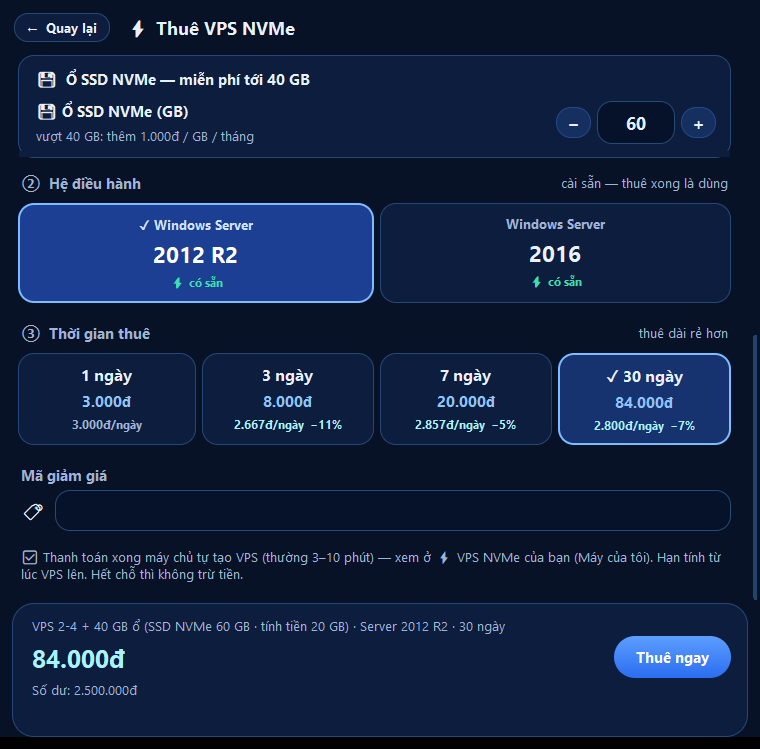 ← Quay lại
Thuê VPS NVMe
Ổ SSD NVMe — miễn phí tới 40 GB
Ổ SSD NVMe (GB)
vượt 40 GB: thêm 1.000đ / GB / tháng
− 60 +
② Hệ điều hành
cài sẵn — thuê xong là dùng
✓ Windows Server
2012 R2
có sẵn
Windows Server
2016
có sẵn
③ Thời gian thuê
thuê dài rẻ hơn
1 ngày
3.000đ
3.000đ/ngày
3 ngày
8.000đ
2.667đ/ngày −11%
7 ngày
20.000đ
2.857đ/ngày −5%
✓ 30 ngày
84.000đ
2.800đ/ngày −7%
Mã giảm giá
Thanh toán xong máy chủ tự tạo VPS (thường 3–10 phút) — xem ở ⚡ VPS NVMe của bạn (Máy của tôi). Hạn tính từ
lúc VPS lên. Hết chỗ thì không trừ tiền.
VPS 2-4 + 40 GB ổ (SSD NVMe 60 GB · tính tiền 20 GB) · Server 2012 R2 · 30 ngày
84.000đ
Số dư: 2.500.000đ
Thuê ngay